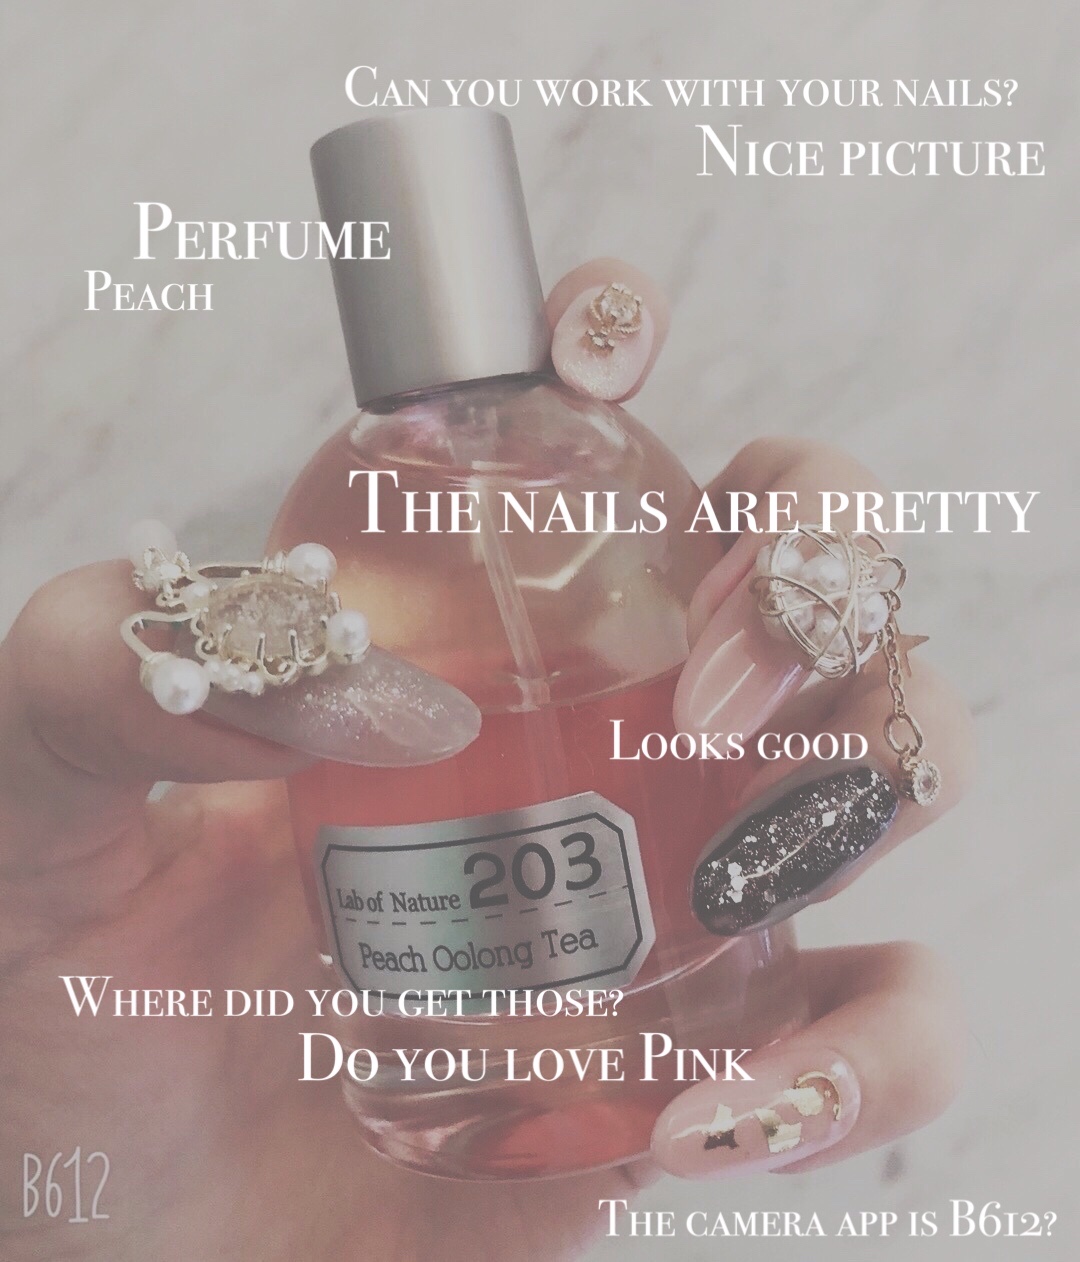 Can you work with your nails?
Nice picture
Perfume
Peach
The nails are pretty
Looks good
Lab of Nature 203
Peach Oolong Tea
Where did you get those?
Do you love Pink
B612
The camera app is B612?